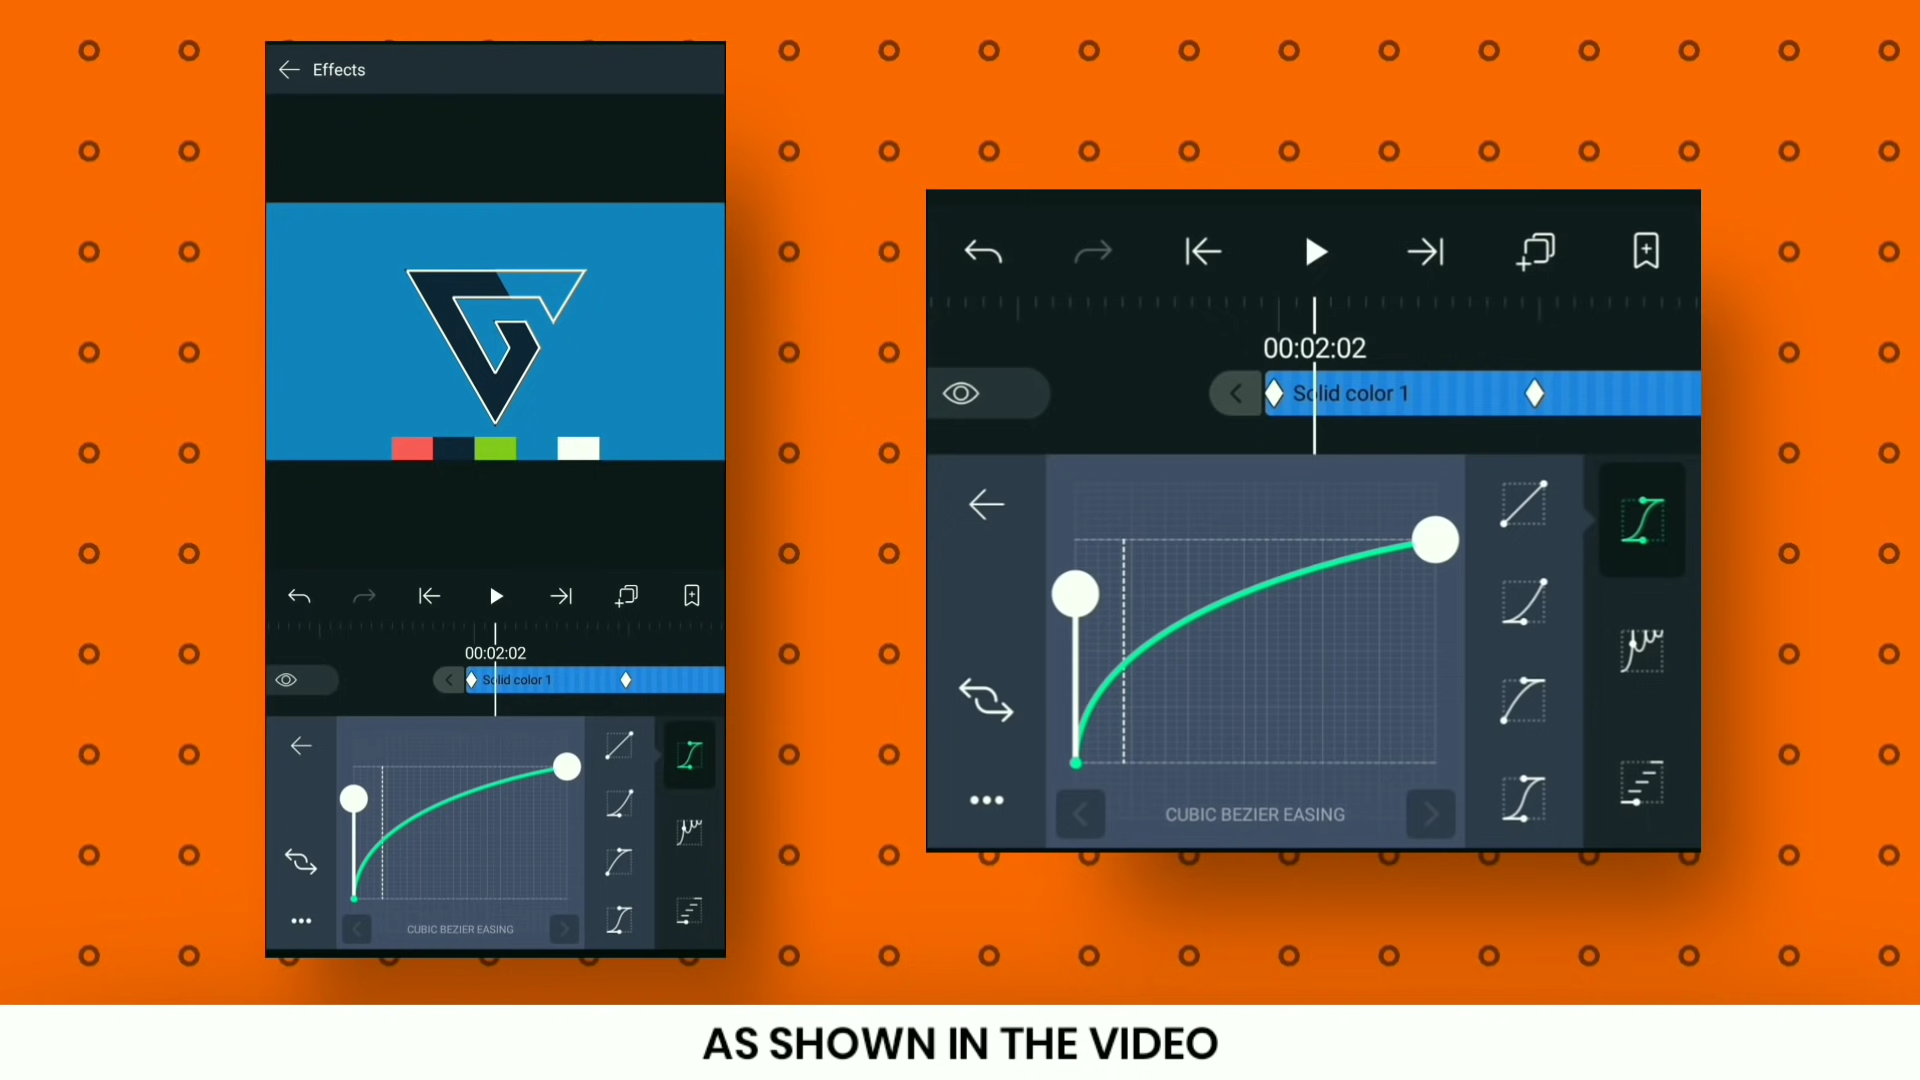 Effects
00:02:02
Solid color 1
CUBIC BEZIER EASING
00:02:02
Solid color 1
CUBIC BEZIER EASING
AS SHOWN IN THE VIDEO